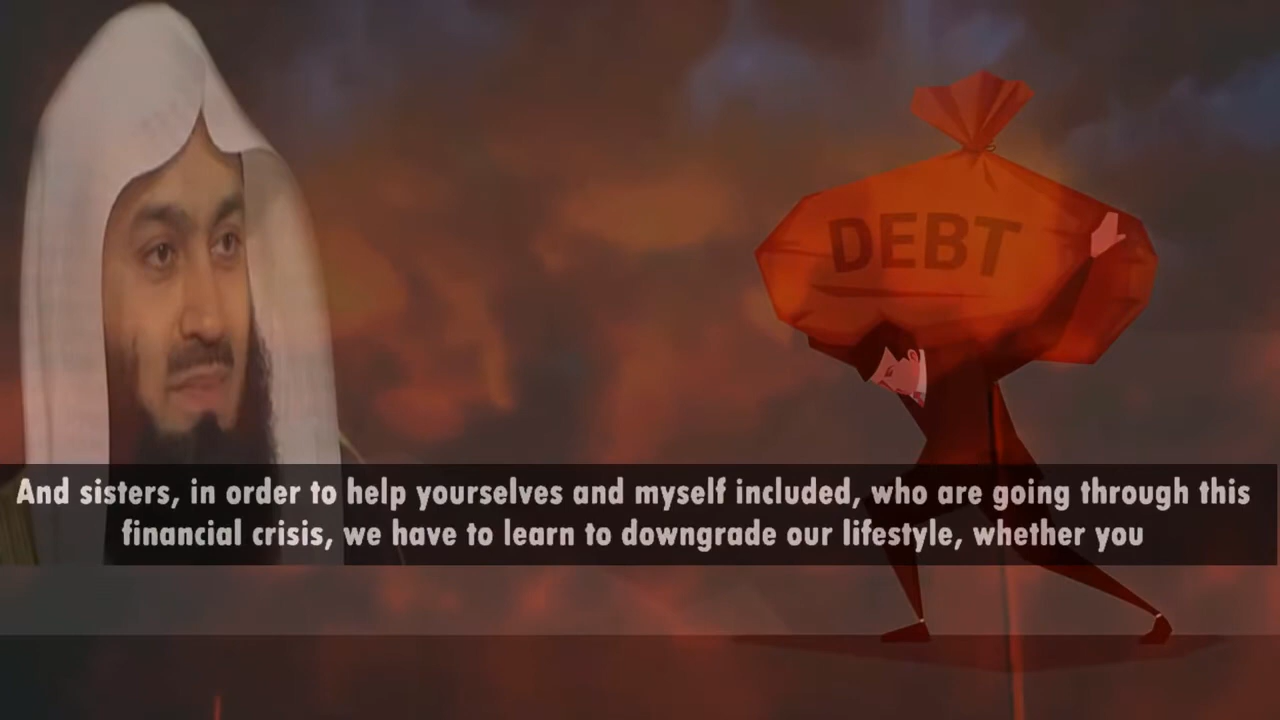 DEBT
And sisters, in order to help yourselves and myself included, who are going through this
financial crisis, we have to learn to downgrade our lifestyle, whether you